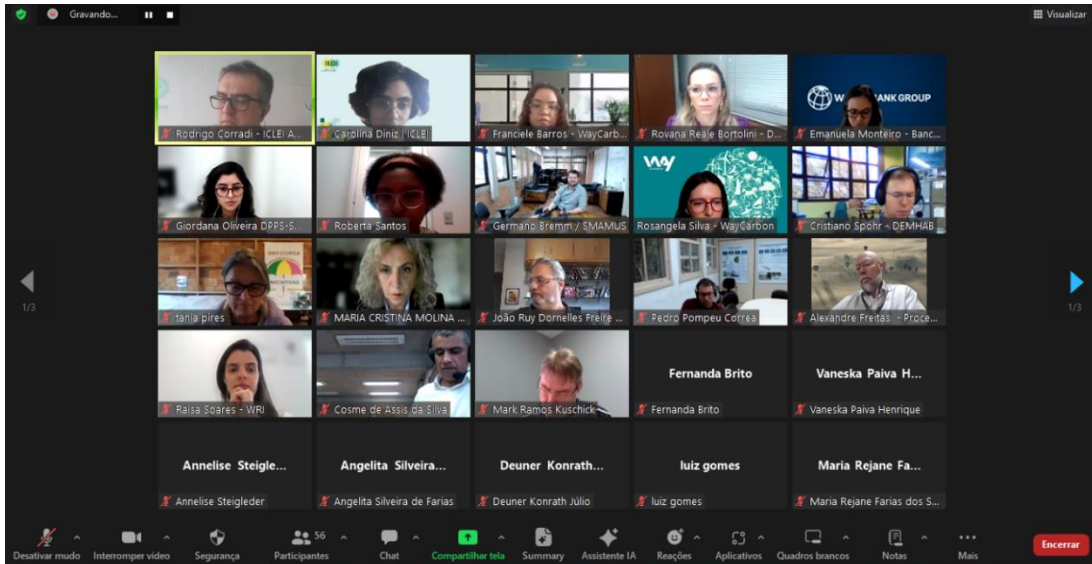 Gravando...
Visualizar
Rodrigo Corradi - ICLEI A...
ICLEI
Carolina Diniz | ICLEI
Franciele Barros - WayCarb...
Rovana Reale Bortolini - D...
ANK GROUP
Emanuela Monteiro - Banc...
Giordana Oliveira DPPS-S...
Roberta Santos
Germano Bremm / SMAMUS
WAY
Rosangela Silva - WayCarbon
Cristiano Spohr - DEMHAB
tania pires
MARIA CRISTINA MOLINA ...
João Ruy Dornelles Freire ...
Pedro Pompeu Correa
Alexandre Freitas - Proce...
1/3
1/3
Raísa Soares - WRI
Cosme de Assis da Silva
Mark Ramos Kuschick
Fernanda Brito
Fernanda Brito
Vaneska Paiva H...
Vaneska Paiva Henrique
Annelise Steigle...
Annelise Steigleder
Angelita Silveira...
Angelita Silveira de Farias
Deuner Konrath...
Deuner Konrath Júlio
luiz gomes
luiz gomes
Maria Rejane Fa...
Maria Rejane Farias dos S...
Desativar mudo
Interromper vídeo
Segurança
56
Participantes
Chat
Compartilhar tela
Summary
Assistente IA
Reações
Aplicativos
Quadros brancos
Notas
Mais
Encerrar